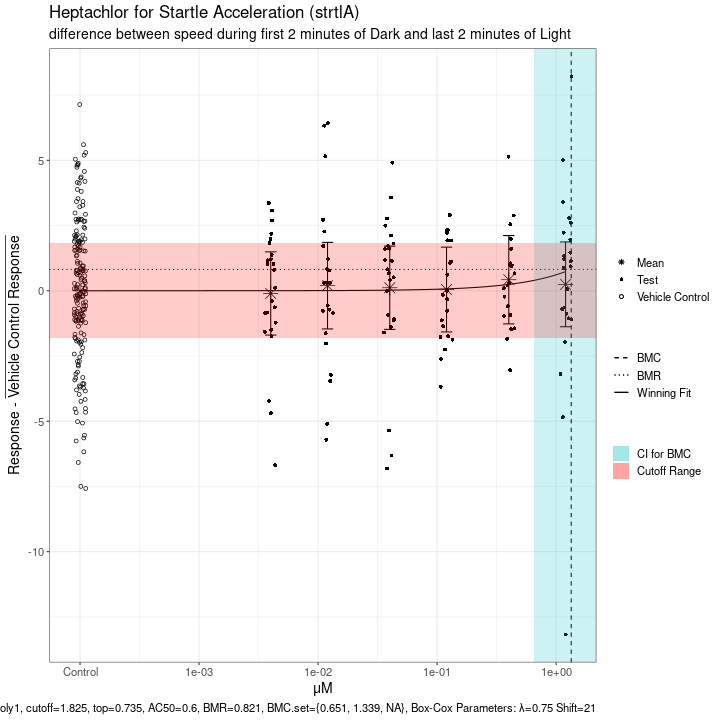 Heptachlor for Startle Acceleration (strtlA)
difference between speed during first 2 minutes of Dark and last 2 minutes of Light
Response - Vehicle Control Response
5
0
-5
-10
Control
1e-03
1e-02
1e-01
1e+00
μM
Mean
Test
Vehicle Control
BMC
BMR
Winning Fit
CI for BMC
Cutoff Range
oly1, cutoff=1.825, top=0.735, AC50=0.6, BMR=0.821, BMC.set={0.651, 1.339, NA}, Box-Cox Parameters: λ=0.75 Shift=21